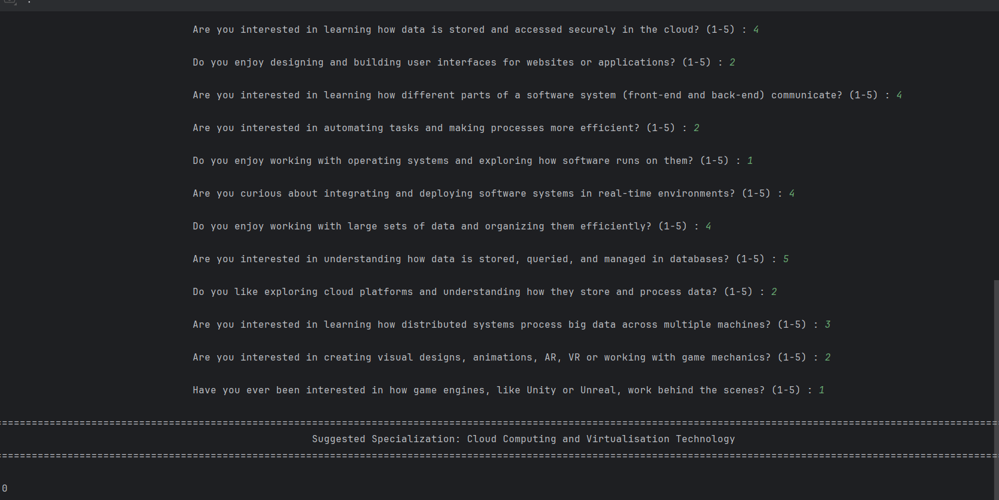 Are you interested in learning how data is stored and accessed securely in the cloud? (1-5) : 4
Do you enjoy designing and building user interfaces for websites or applications? (1-5) : 2
Are you interested in learning how different parts of a software system (front-end and back-end) communicate? (1-5) : 4
Are you interested in automating tasks and making processes more efficient? (1-5) : 2
Do you enjoy working with operating systems and exploring how software runs on them? (1-5) : 1
Are you curious about integrating and deploying software systems in real-time environments? (1-5) : 4
Do you enjoy working with large sets of data and organizing them efficiently? (1-5) : 4
Are you interested in understanding how data is stored, queried, and managed in databases? (1-5) : 5
Do you like exploring cloud platforms and understanding how they store and process data? (1-5) : 2
Are you interested in learning how distributed systems process big data across multiple machines? (1-5) : 3
Are you interested in creating visual designs, animations, AR, VR or working with game mechanics? (1-5) : 2
Have you ever been interested in how game engines, like Unity or Unreal, work behind the scenes? (1-5) : 1
Suggested Specialization: Cloud Computing and Virtualisation Technology
0